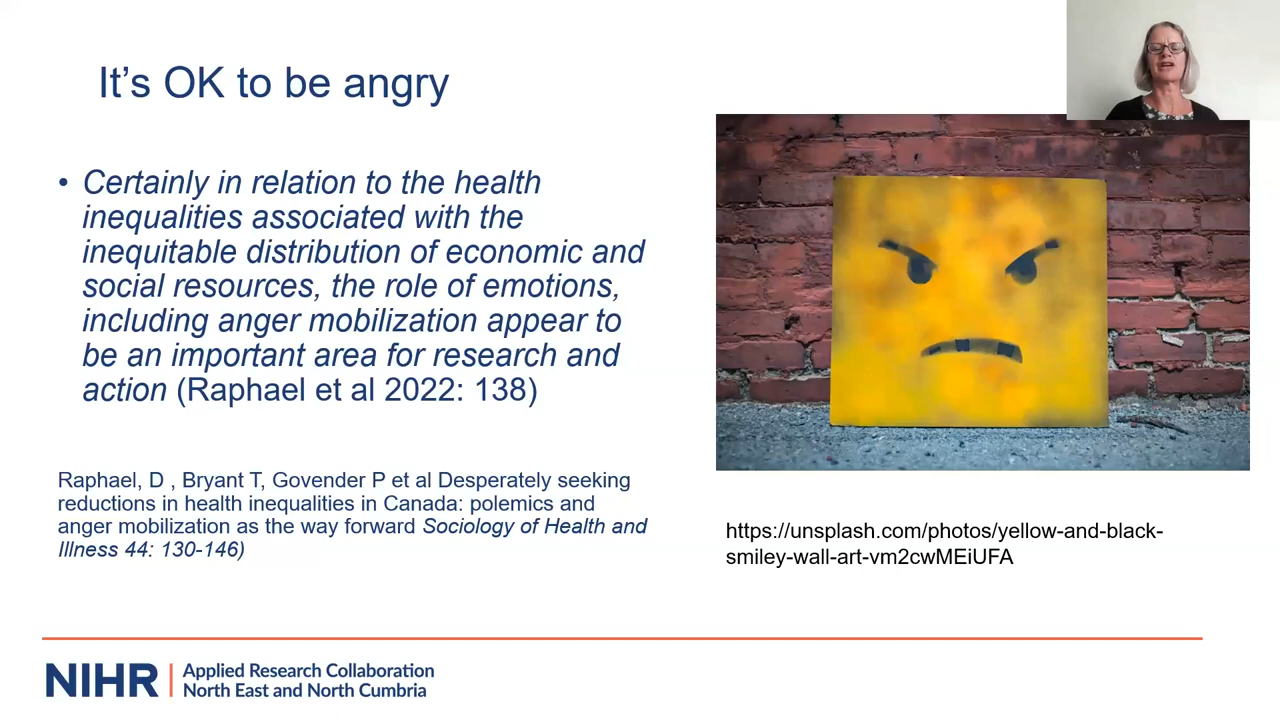 It's OK to be angry
• Certainly in relation to the health
inequalities associated with the
inequitable distribution of economic and
social resources, the role of emotions,
including anger mobilization appear to
be an important area for research and
action (Raphael et al 2022: 138)
Raphael, D , Bryant T, Govender P et al Desperately seeking
reductions in health inequalities in Canada: polemics and
anger mobilization as the way forward Sociology of Health and
Illness 44: 130-146)
https://unsplash.com/photos/yellow-and-black-
smiley-wall-art-vm2cwMEiUFA
NIHR | Applied Research Collaboration
North East and North Cumbria